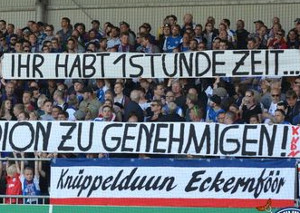 IHR HABT 1 STUNDE ZEIT...
DION ZU GENEHMIGEN!
Knüppelduun Eckernföör